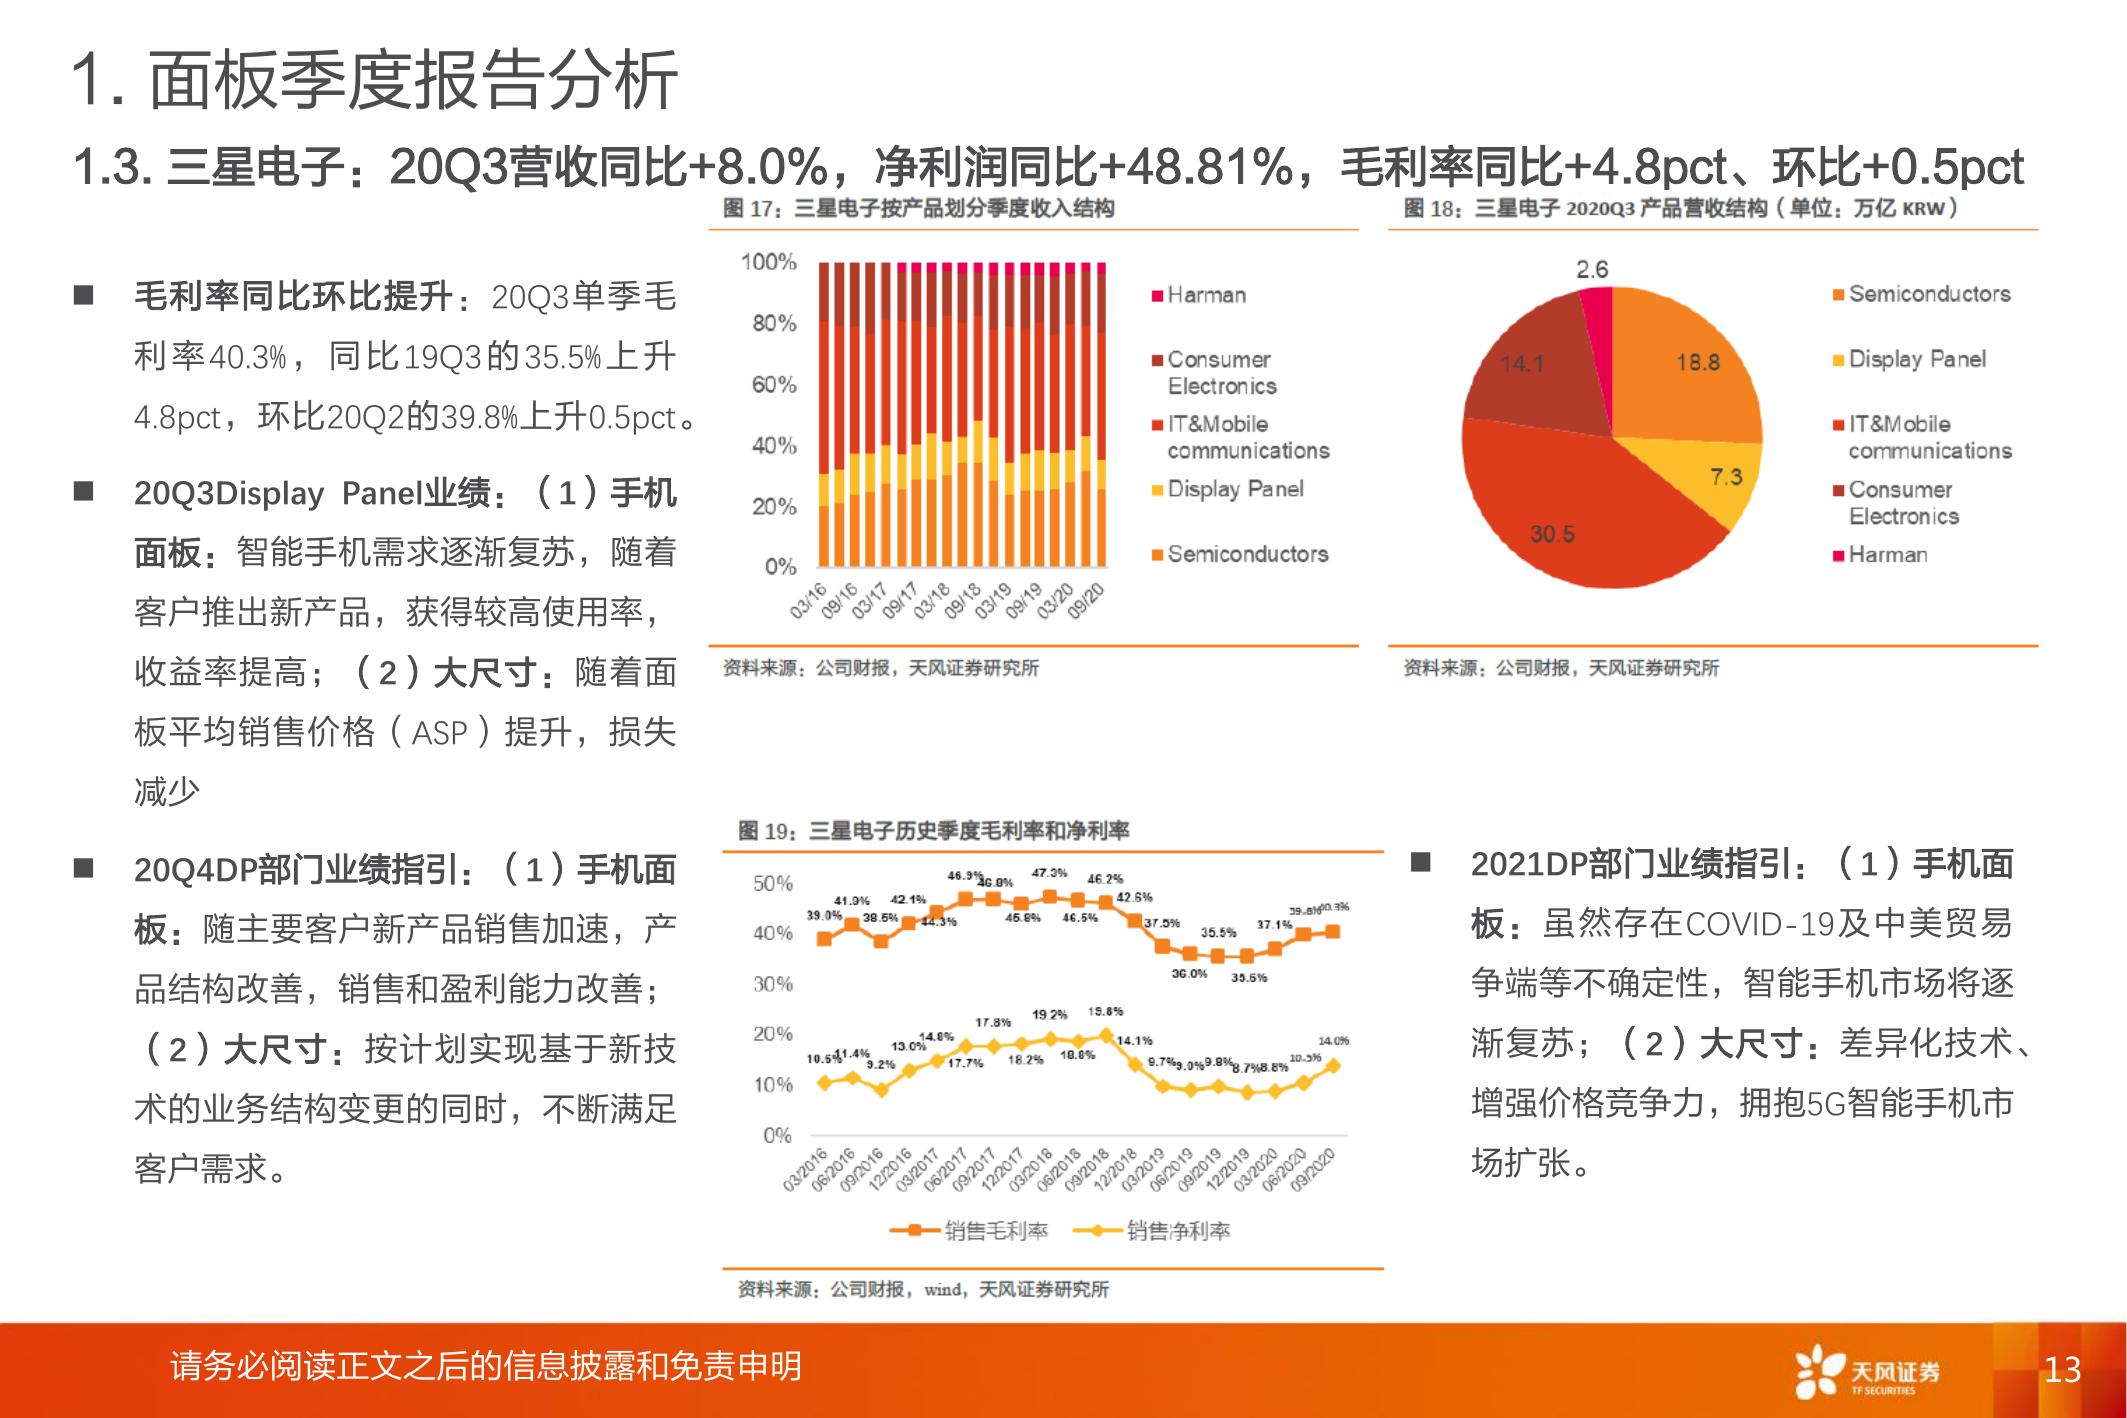 1. 面板季度报告分析
1.3. 三星电子：20Q3营收同比+8.0%，净利润同比+48.81%，毛利率同比+4.8pct、环比+0.5pct
■ 毛利率同比环比提升：20Q3单季毛
利率40.3%，同比19Q3的35.5%上升
4.8pct，环比20Q2的39.8%上升0.5pct。
■ 20Q3Display Panel业绩：（1）手机
面板：智能手机需求逐渐复苏，随着
客户推出新产品，获得较高使用率，
收益率提高；（2）大尺寸：随着面
板平均销售价格（ASP）提升，损失
减少
■ 20Q4DP部门业绩指引：（1）手机面
板：随主要客户新产品销售加速，产
品结构改善，销售和盈利能力改善；
（2）大尺寸：按计划实现基于新技
术的业务结构变更的同时，不断满足
客户需求。
图 17：三星电子按产品划分季度收入结构
100%
80%
60%
40%
20%
0%
03/16 09/16 03/17 09/17 03/18 09/18 03/19 09/19 03/20 09/20
Harman
Consumer
Electronics
IT&Mobile
communications
Display Panel
Semiconductors
资料来源：公司财报，天风证券研究所
图 18：三星电子 2020Q3 产品营收结构（单位：万亿 KRW）
2.6
18.8
14.1
7.3
30.5
Semiconductors
Display Panel
IT&Mobile
communications
Consumer
Electronics
Harman
资料来源：公司财报，天风证券研究所
图 19：三星电子历史季度毛利率和净利率
50%
40%
30%
20%
10%
0%
39.0% 41.9% 38.5% 42.1% 44.3% 46.9% 46.8% 45.8% 47.3% 46.5% 46.2% 42.6% 37.5% 36.0% 35.5% 35.6% 37.1% 39.8% 40.3%
10.5% 11.4% 9.2% 13.0% 14.8% 17.7% 17.8% 18.2% 19.2% 18.8% 19.8% 14.1% 9.7% 9.0% 9.8% 8.7% 8.8% 10.5% 14.0%
03/2016 06/2016 09/2016 12/2016 03/2017 06/2017 09/2017 12/2017 03/2018 06/2018 09/2018 12/2018 03/2019 06/2019 09/2019 12/2019 03/2020 06/2020 09/2020
销售毛利率 销售净利率
资料来源：公司财报，wind，天风证券研究所
■ 2021DP部门业绩指引：（1）手机面
板：虽然存在COVID-19及中美贸易
争端等不确定性，智能手机市场将逐
渐复苏；（2）大尺寸：差异化技术、
增强价格竞争力，拥抱5G智能手机市
场扩张。
请务必阅读正文之后的信息披露和免责申明
天风证券
TF SECURITIES
13